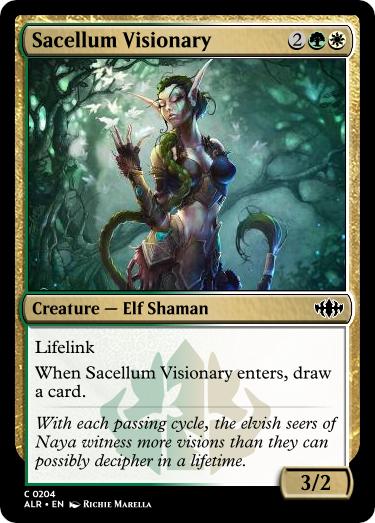 Sacellum Visionary 2
Creature — Elf Shaman
Lifelink
When Sacellum Visionary enters, draw
a card.
With each passing cycle, the elvish seers of
Naya witness more visions than they can
possibly decipher in a lifetime.
3/2
C 0204
ALR • EN Richie Marella